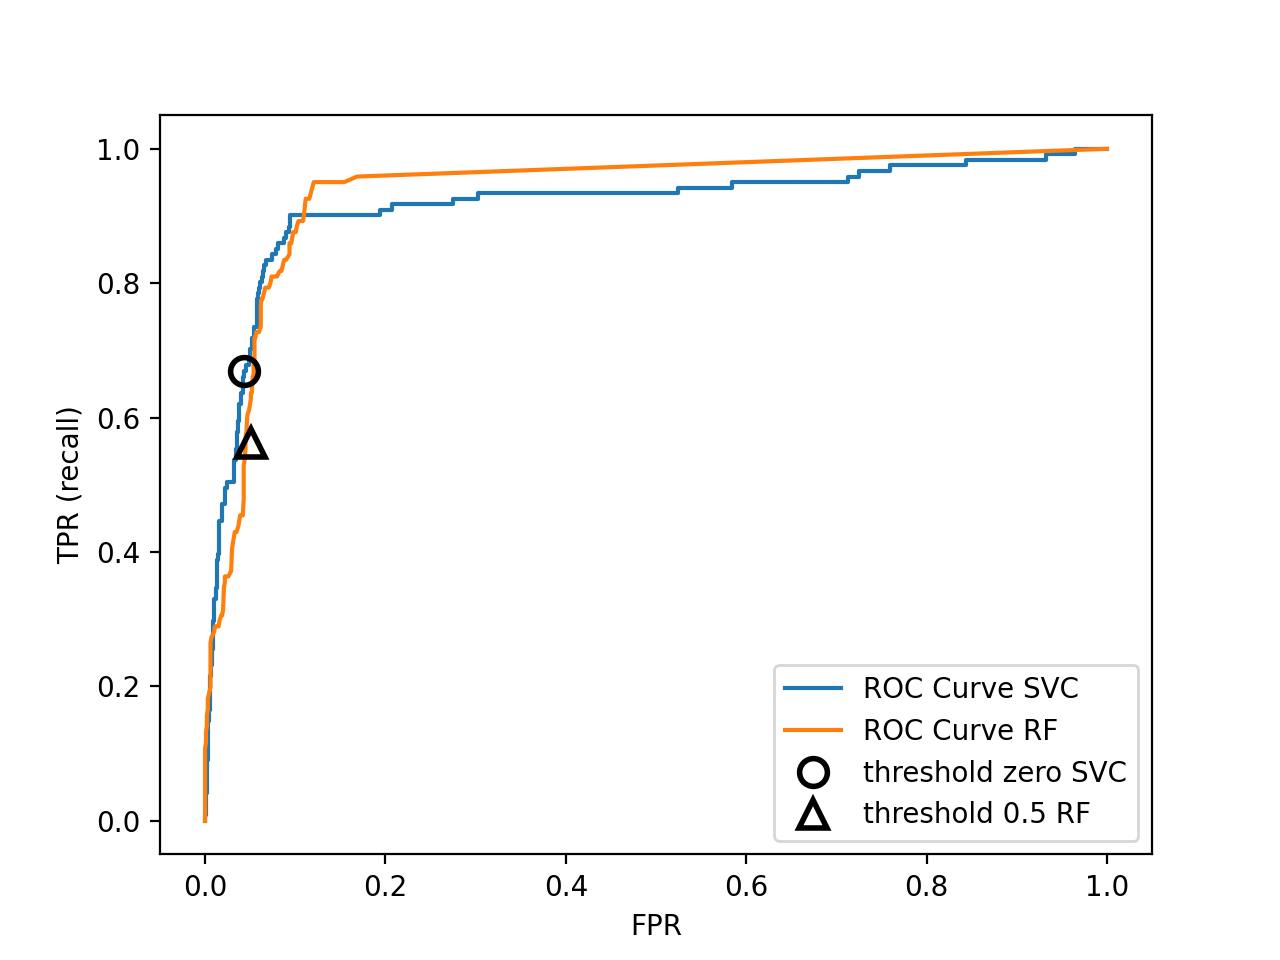 1.0
0.8
0.6
0.4
0.2
0.0
TPR (recall)
ROC Curve SVC
ROC Curve RF
threshold zero SVC
threshold 0.5 RF
0.0 0.2 0.4 0.6 0.8 1.0
FPR